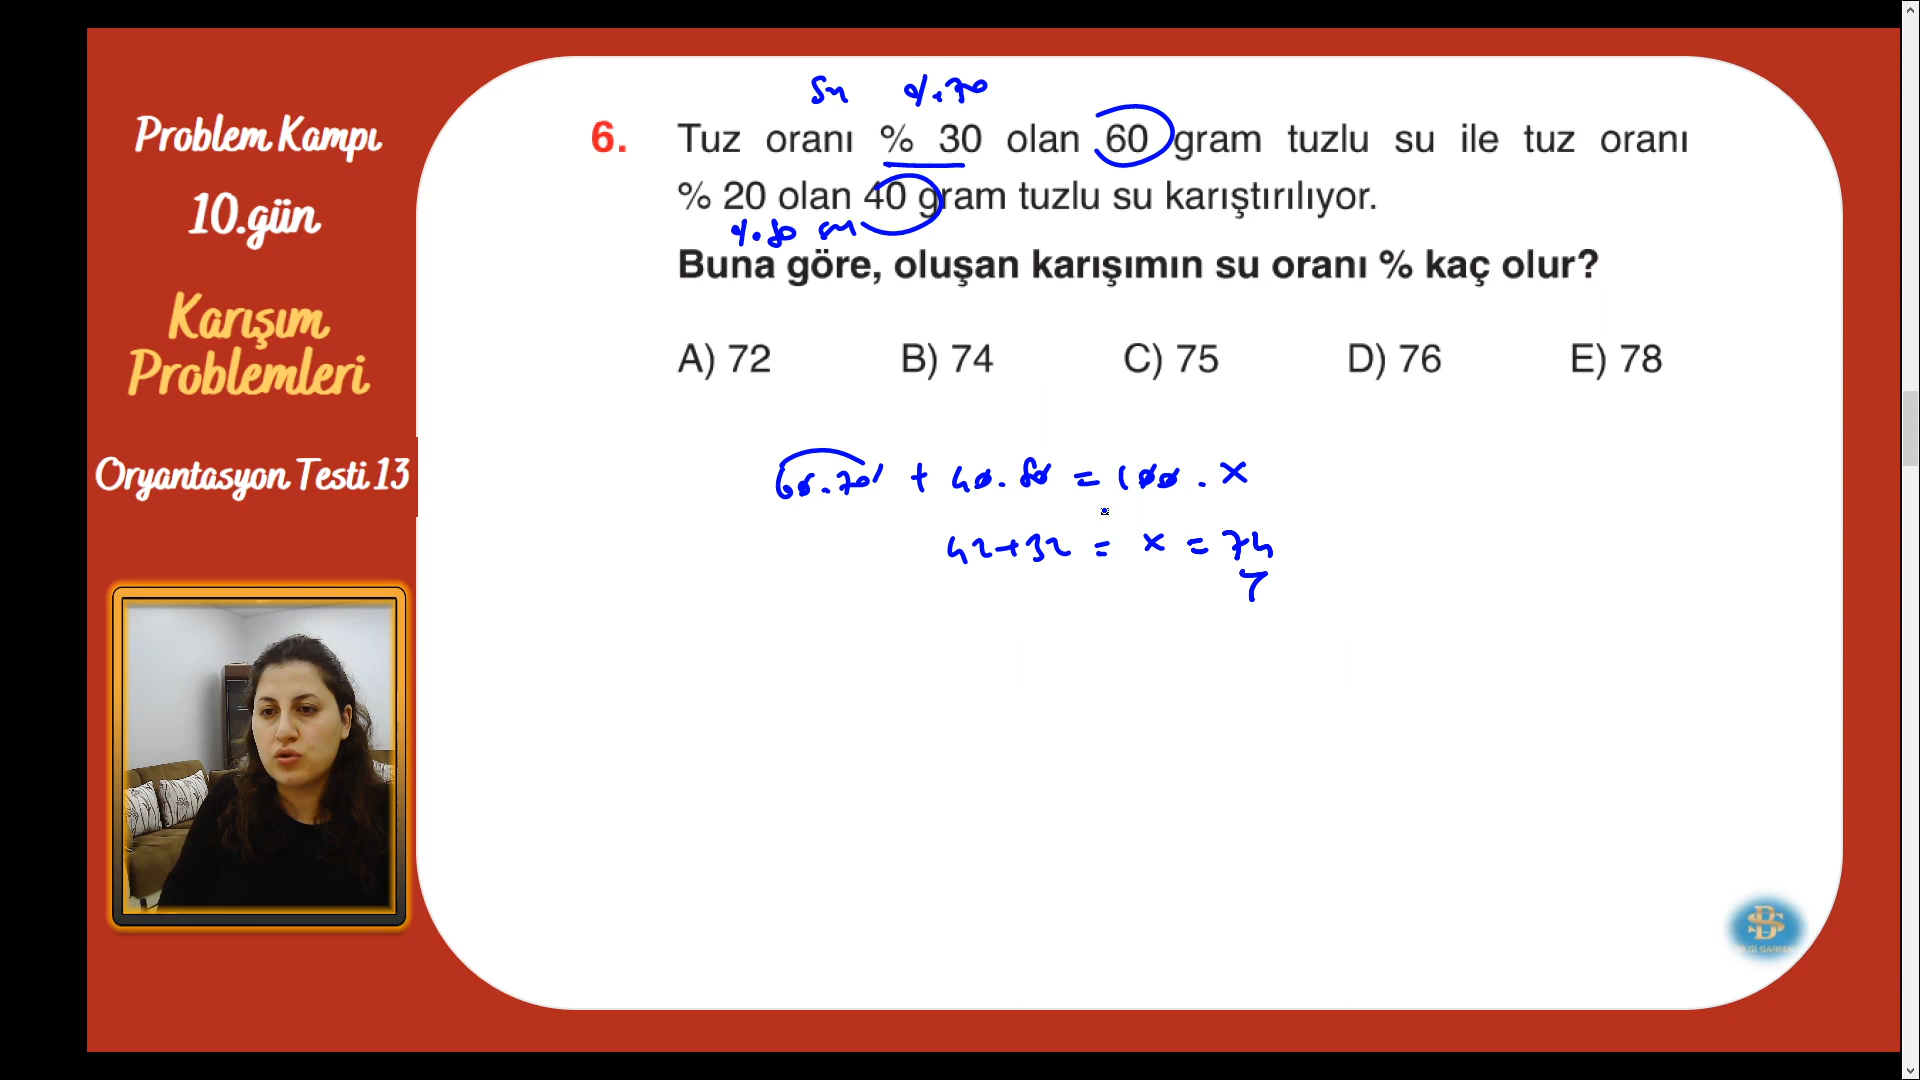 Problem Kampı
10.gün
Karışım
Problemleri
Oryantasyon Testi 13
su %70
6. Tuz oranı % 30 olan 60 gram tuzlu su ile tuz oranı
% 20 olan 40 gram tuzlu su karıştırılıyor.
%80 su
Buna göre, oluşan karışımın su oranı % kaç olur?
A) 72 B) 74 C) 75 D) 76 E) 78
60.70 + 40.80 = 100.x
42+32 = x = 74